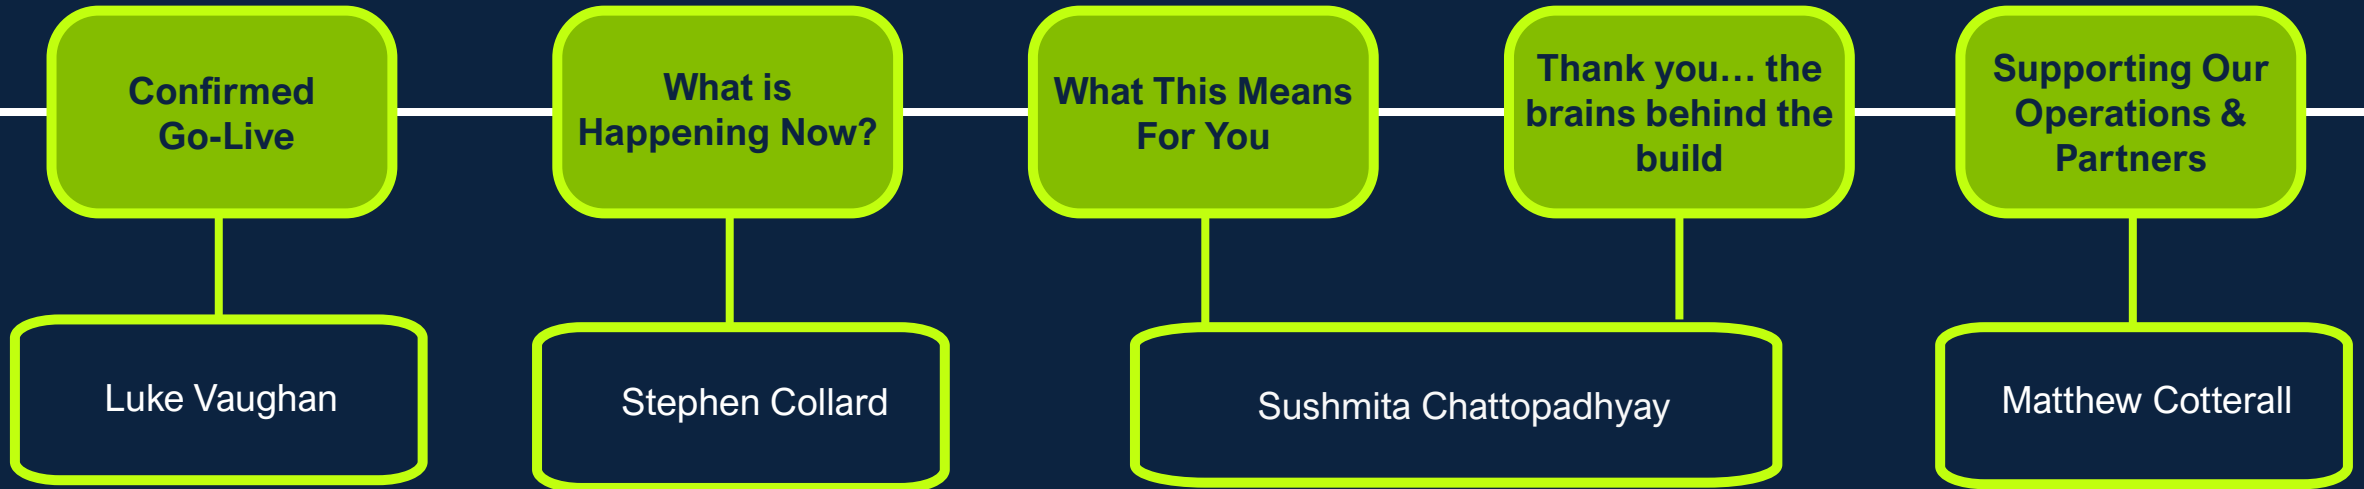 Confirmed
Go-Live
What is
Happening Now?
What This Means
For You
Thank you… the
brains behind the
build
Supporting Our
Operations &
Partners
Luke Vaughan
Stephen Collard
Sushmita Chattopadhyay
Matthew Cotterall